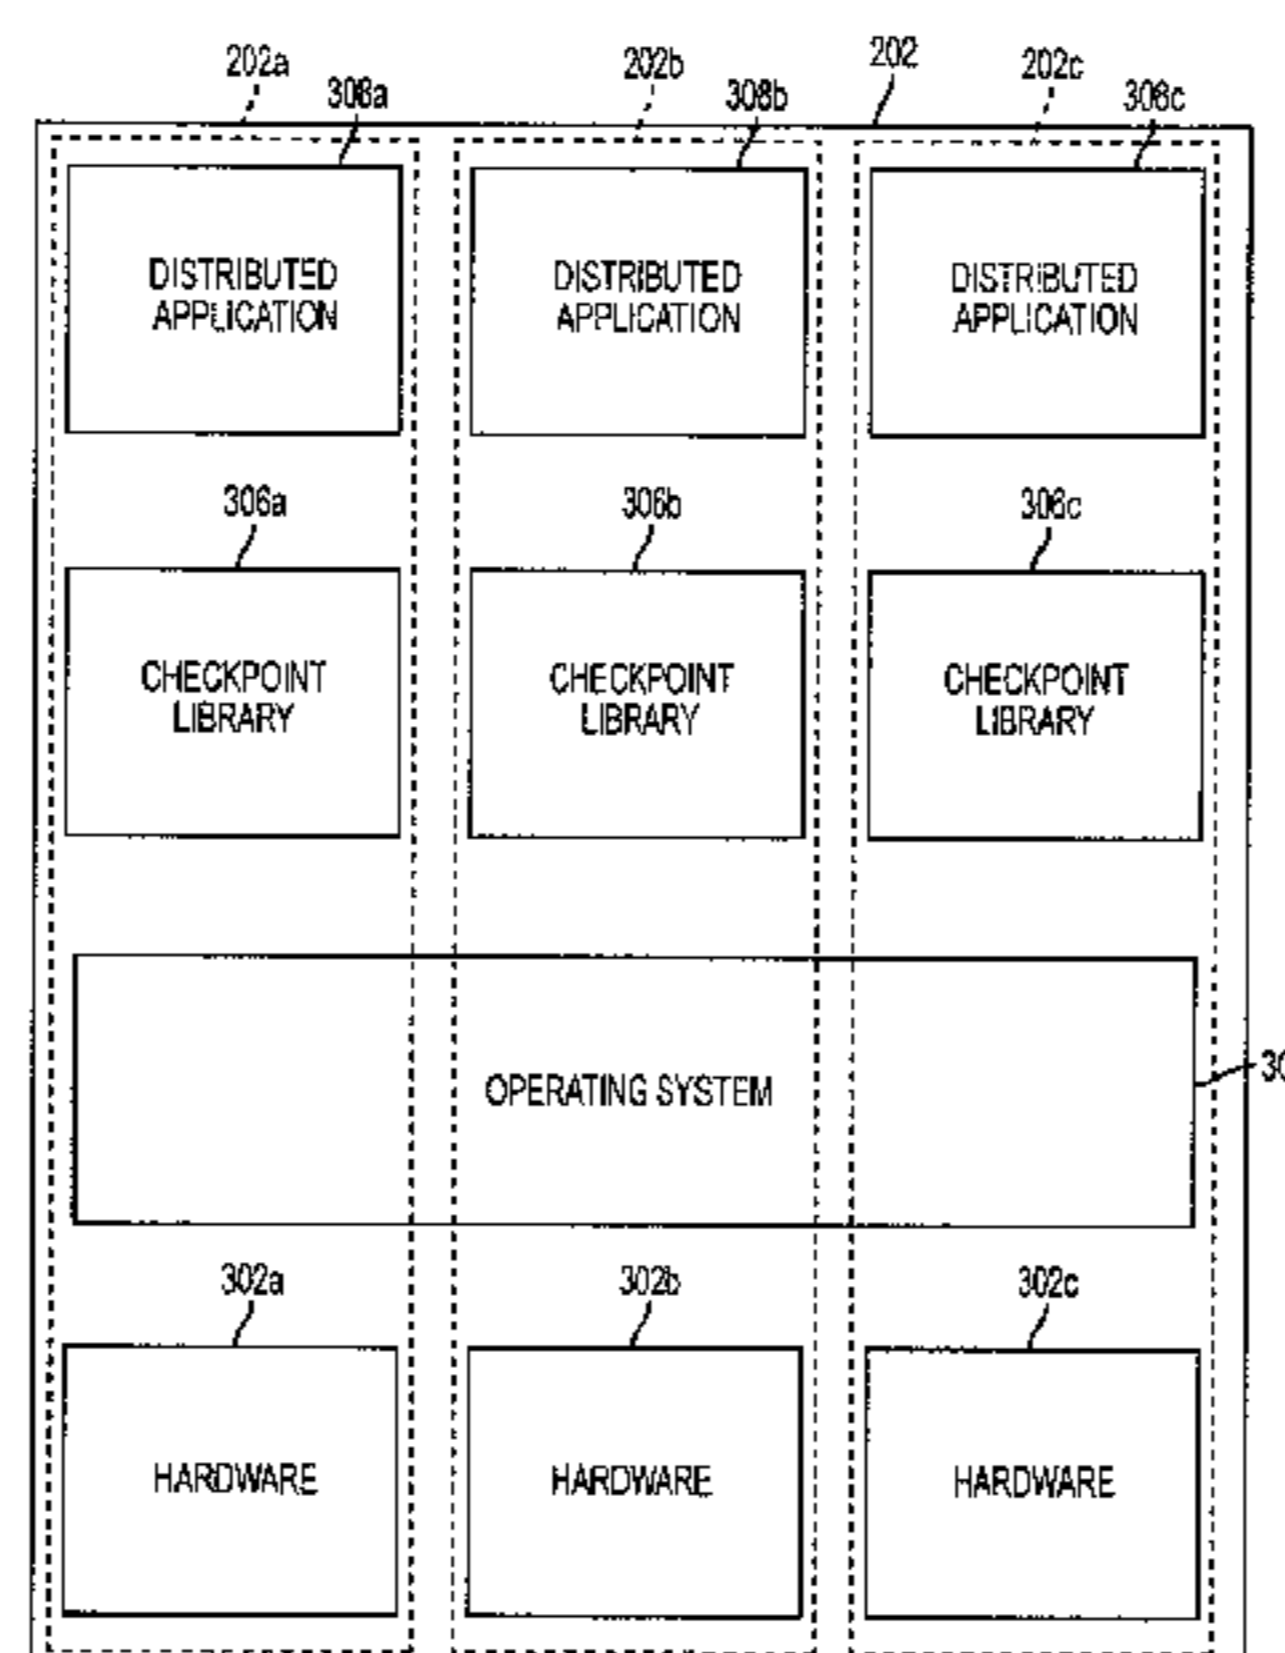 202a
308a
202b
308b
202
202c
308c
DISTRIBUTED
APPLICATION
DISTRIBUTED
APPLICATION
DISTRIBUTED
APPLICATION
306a
306b
306c
CHECKPOINT
LIBRARY
CHECKPOINT
LIBRARY
CHECKPOINT
LIBRARY
OPERATING SYSTEM
302a
302b
302c
HARDWARE
HARDWARE
HARDWARE